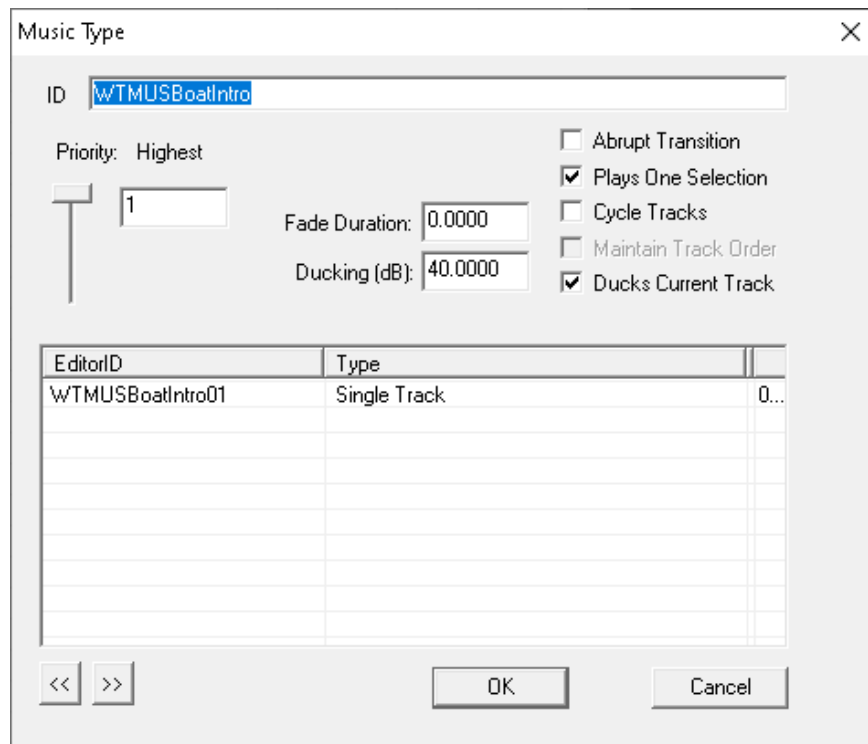 Music Type
ID WTMUSBoatIntro
Priority: Highest
1
Fade Duration: 0.0000
Ducking (dB): 40.0000
Abrupt Transition
Plays One Selection
Cycle Tracks
Maintain Track Order
Ducks Current Track
EditorID Type
WTMUSBoatIntro01 Single Track 0...
<< >> OK Cancel